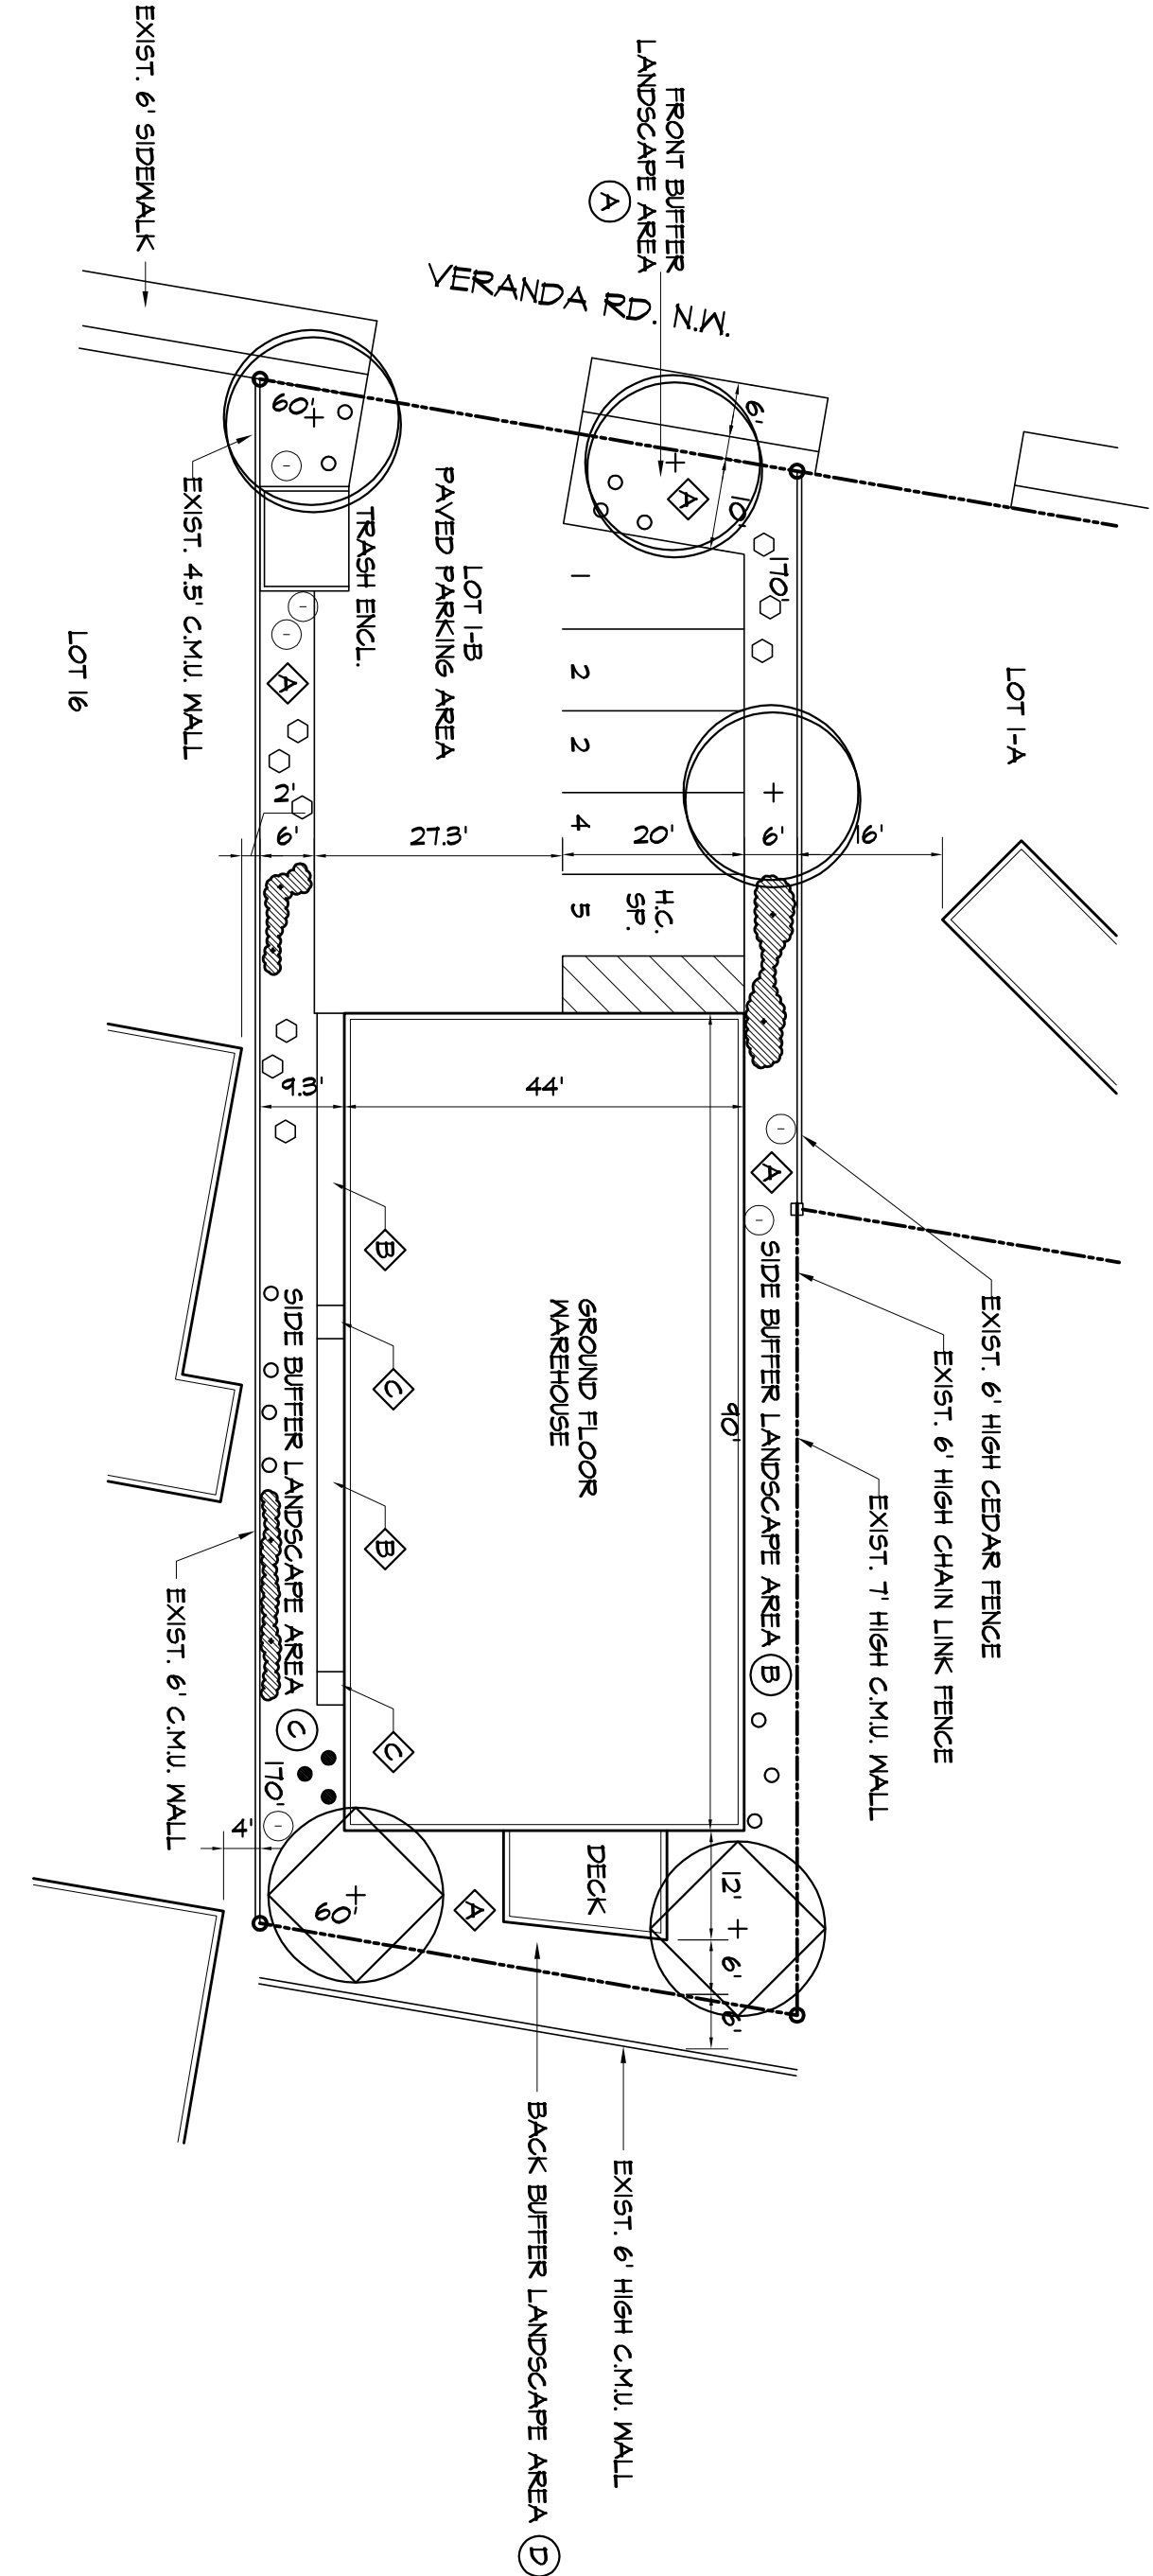 EXIST. 6' SIDEWALK
FRONT BUFFER
LANDSCAPE AREA
A
VERANDA RD. N.W.
60'
6'
10'
A
170'
EXIST. 4.5' C.M.U. WALL
TRASH ENCL.
LOT 1-B
PAVED PARKING AREA
LOT 16
LOT 1-A
A
1
2
2
4
5
H.C.
SP.
2'
6'
27.3'
20'
6'
16'
9.3'
44'
90'
A
B
C
B
C
GROUND FLOOR
WAREHOUSE
SIDE BUFFER LANDSCAPE AREA
B
EXIST. 6' HIGH CEDAR FENCE
EXIST. 6' HIGH CHAIN LINK FENCE
EXIST. 7' HIGH C.M.U. WALL
SIDE BUFFER LANDSCAPE AREA
C
EXIST. 6' C.M.U. WALL
170'
4'
60'
A
DECK
12'
6'
6'
EXIST. 6' HIGH C.M.U. WALL
BACK BUFFER LANDSCAPE AREA
D